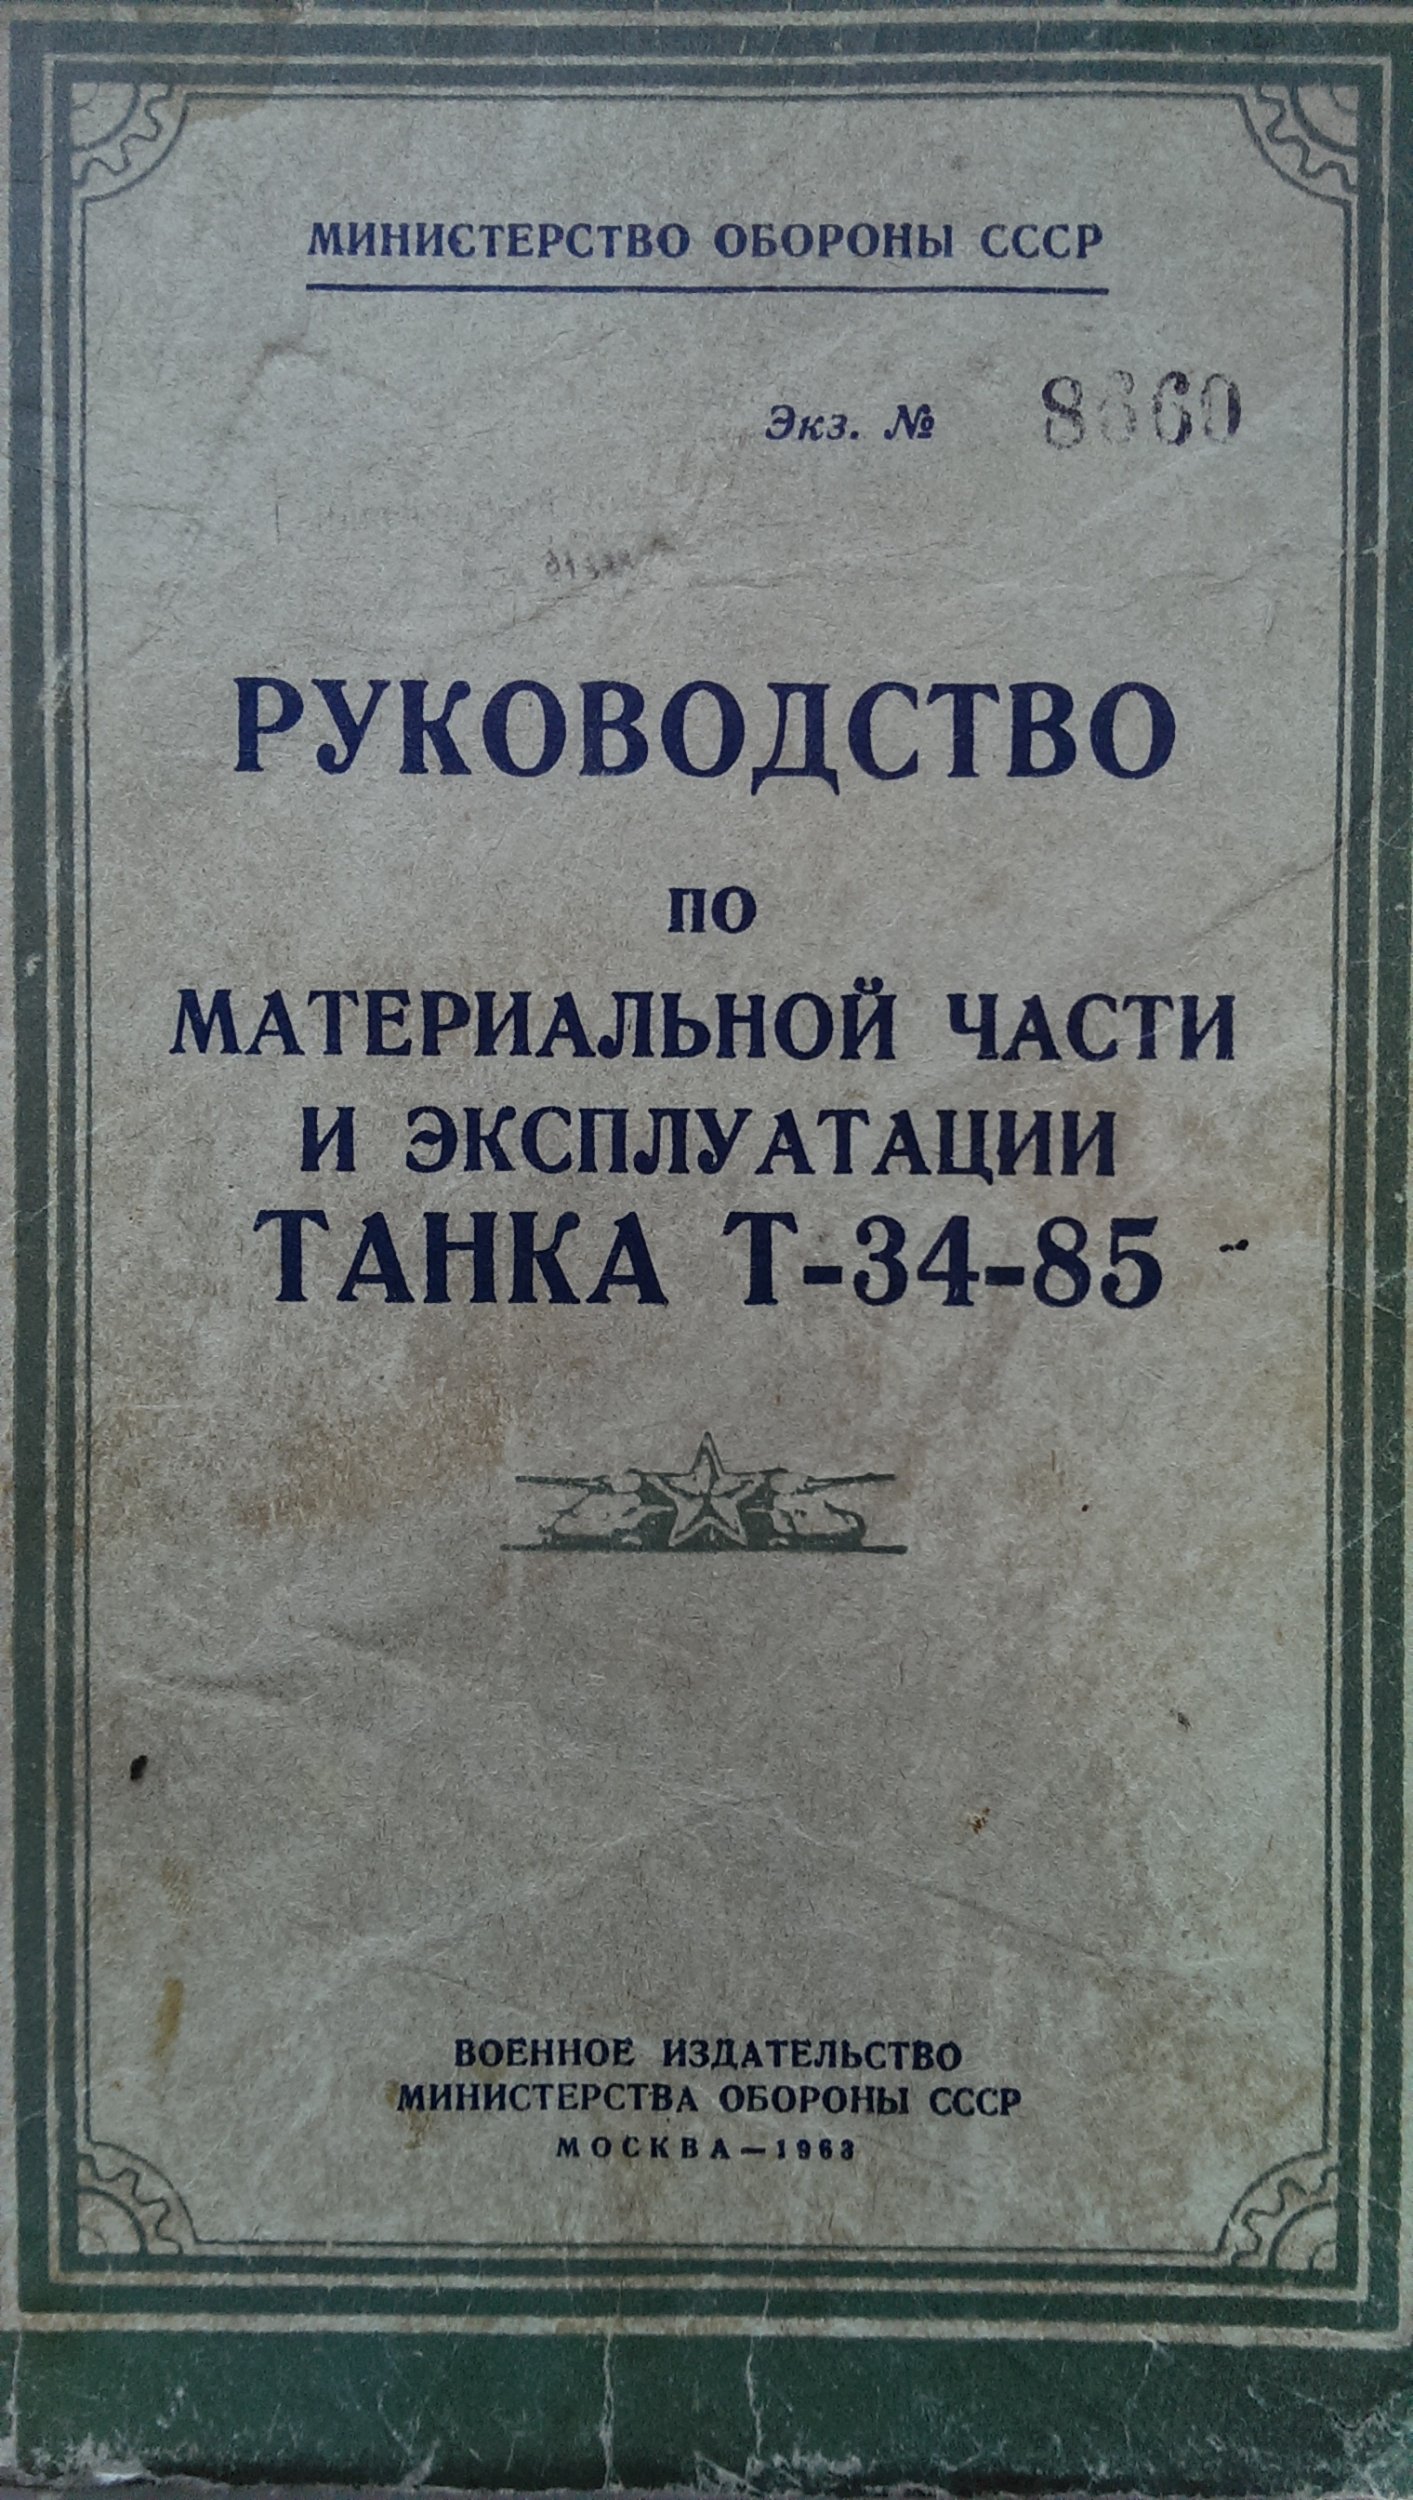 МИНИСТЕРСТВО ОБОРОНЫ СССР
Экз. № 8660
РУКОВОДСТВО
ПО
МАТЕРИАЛЬНОЙ ЧАСТИ
И ЭКСПЛУАТАЦИИ
ТАНКА Т-34-85
ВОЕННОЕ ИЗДАТЕЛЬСТВО
МИНИСТЕРСТВА ОБОРОНЫ СССР
МОСКВА—1963